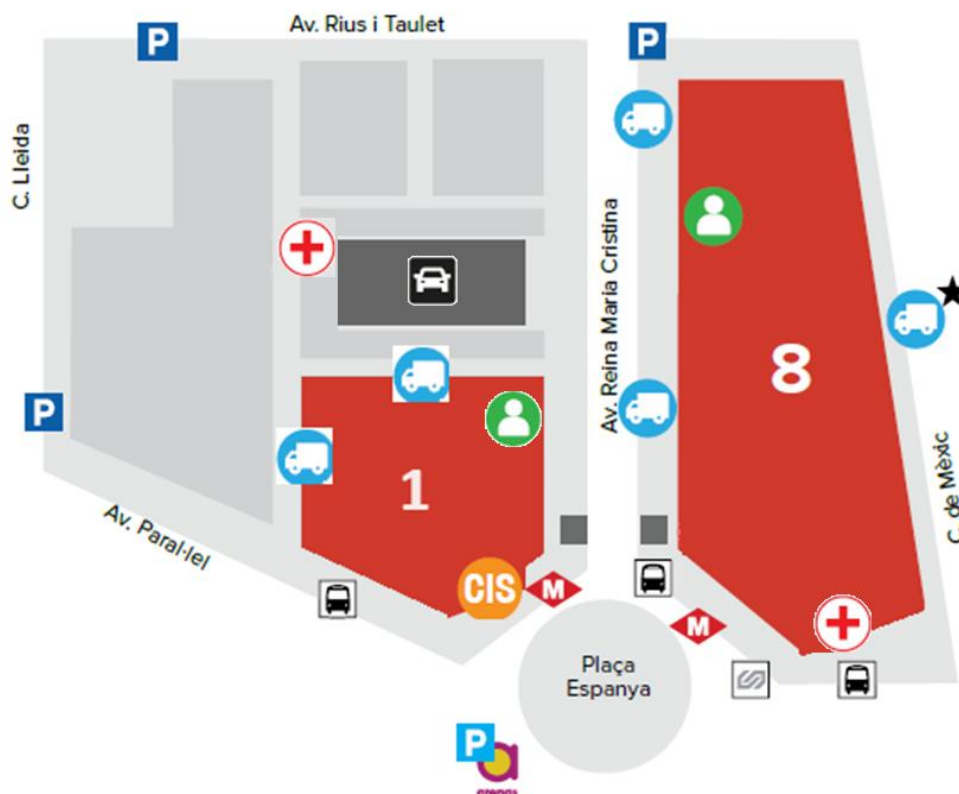 Av. Rius i Taulet
P
P
C. Lleida
Av. Reina Maria Cristina
8
P
1
C. de Mèxic
Av. Paral·lel
CIS
M
M
Plaça
Espanya
P